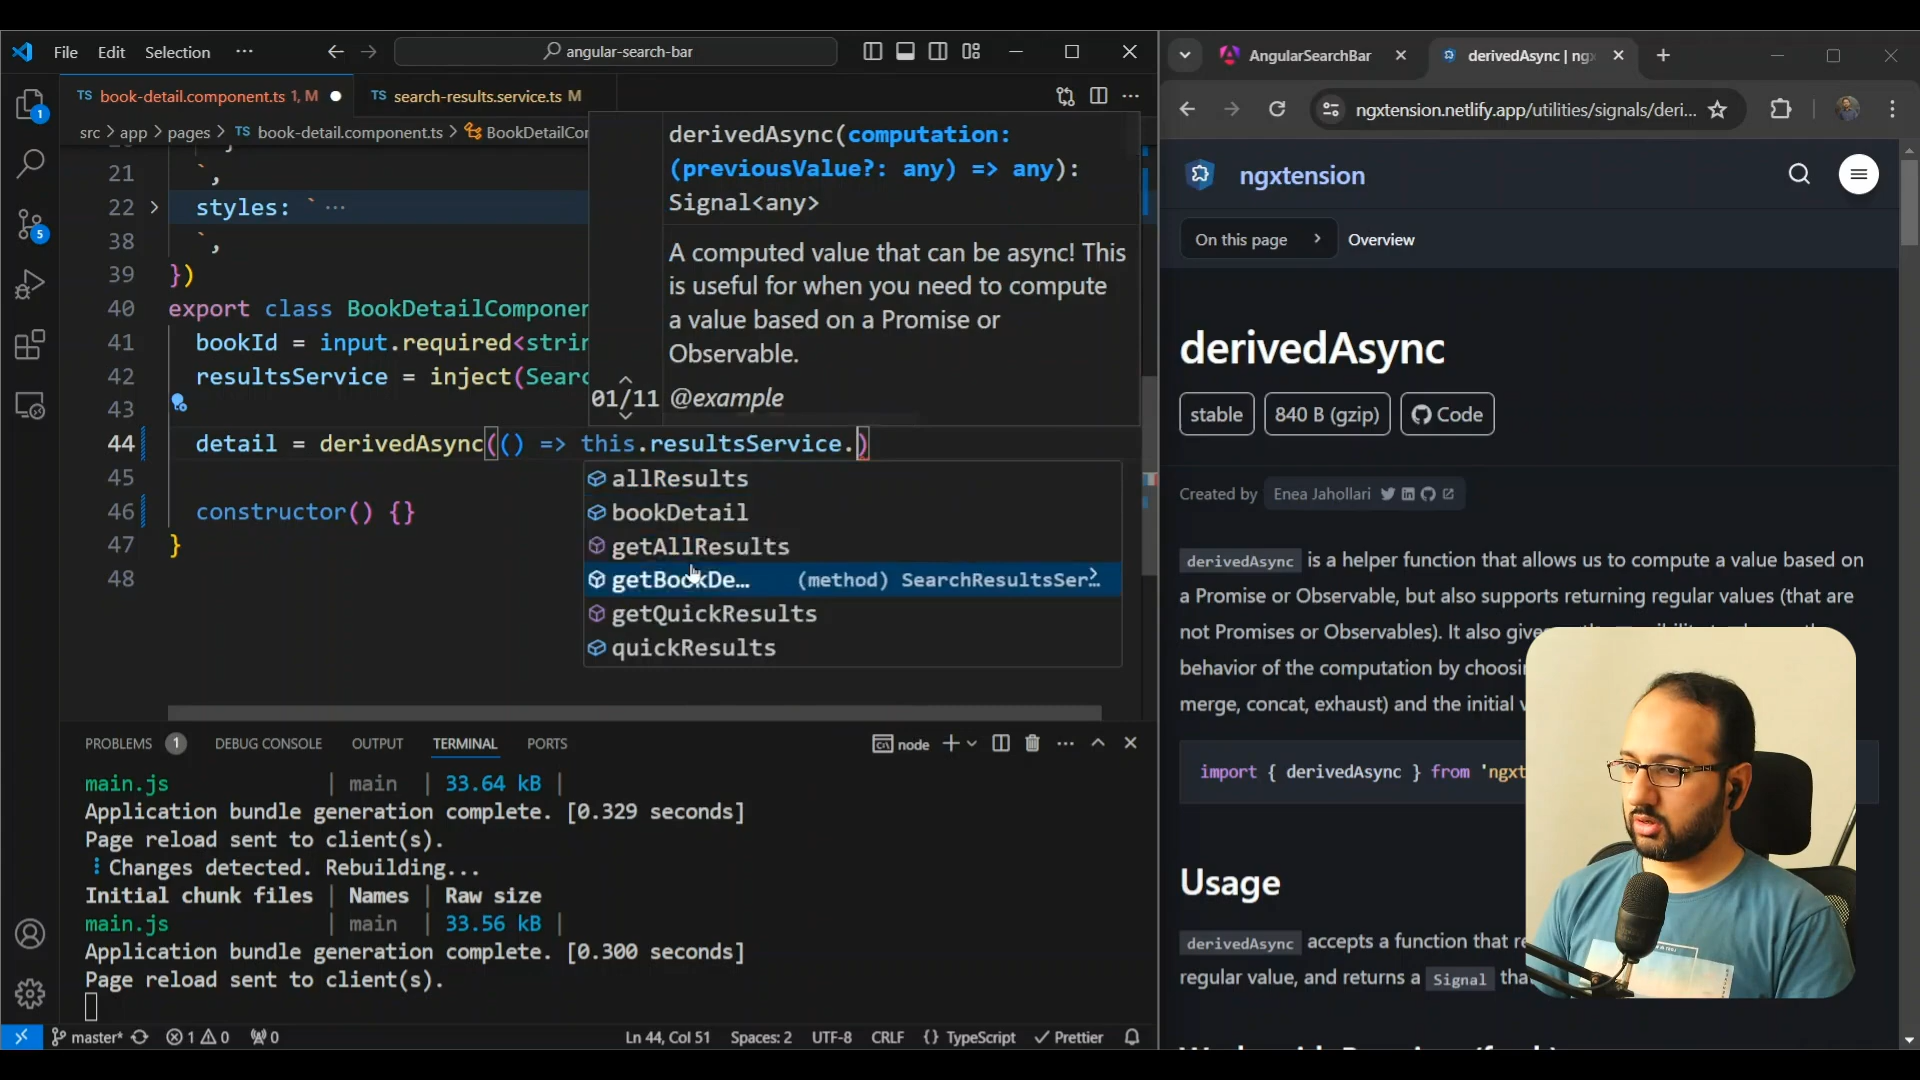 File Edit Selection ···
angular-search-bar
TS book-detail.component.ts 1, M
TS search-results.service.ts M
src > app > pages > TS book-detail.component.ts > BookDetailCor
21 `,
22 styles: ` ···
38 `,
39 })
40 export class BookDetailComponer
41 bookId = input.required<strin
42 resultsService = inject(Searc
43
44 detail = derivedAsync(() => this.resultsService.)
45
46 constructor() {}
47 }
48
derivedAsync(computation:
(previousValue?: any) => any):
Signal<any>
A computed value that can be async! This
is useful for when you need to compute
a value based on a Promise or
Observable.
01/11 @example
allResults
bookDetail
getAllResults
getBookDe… (method) SearchResultsSer…
getQuickResults
quickResults
1
5
PROBLEMS 1 DEBUG CONSOLE OUTPUT TERMINAL PORTS
node
main.js | main | 33.64 kB |
Application bundle generation complete. [0.329 seconds]
Page reload sent to client(s).
Changes detected. Rebuilding...
Initial chunk files | Names | Raw size
main.js | main | 33.56 kB |
Application bundle generation complete. [0.300 seconds]
Page reload sent to client(s).
master* 1 0 0
Ln 44, Col 51 Spaces: 2 UTF-8 CRLF {} TypeScript Prettier
AngularSearchBar
derivedAsync | ngx
ngxtension.netlify.app/utilities/signals/deri...
ngxtension
On this page > Overview
derivedAsync
stable 840 B (gzip) Code
Created by Enea Jahollari
derivedAsync is a helper function that allows us to compute a value based on
a Promise or Observable, but also supports returning regular values (that are
not Promises or Observables). It also give
behavior of the computation by choosin
merge, concat, exhaust) and the initial v
import { derivedAsync } from 'ngxt
Usage
derivedAsync accepts a function that re
regular value, and returns a Signal tha